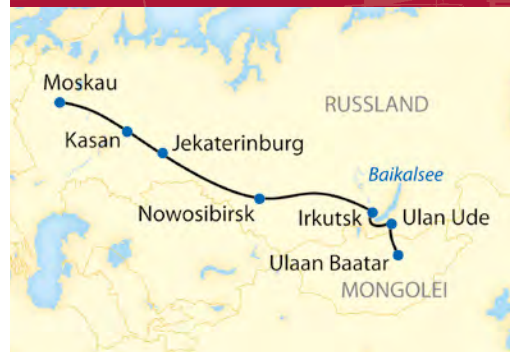 Moskau
RUSSLAND
Kasan
Jekaterinburg
Baikalsee
Nowosibirsk
Irkutsk
Ulan Ude
Ulaan Baatar
MONGOLEI